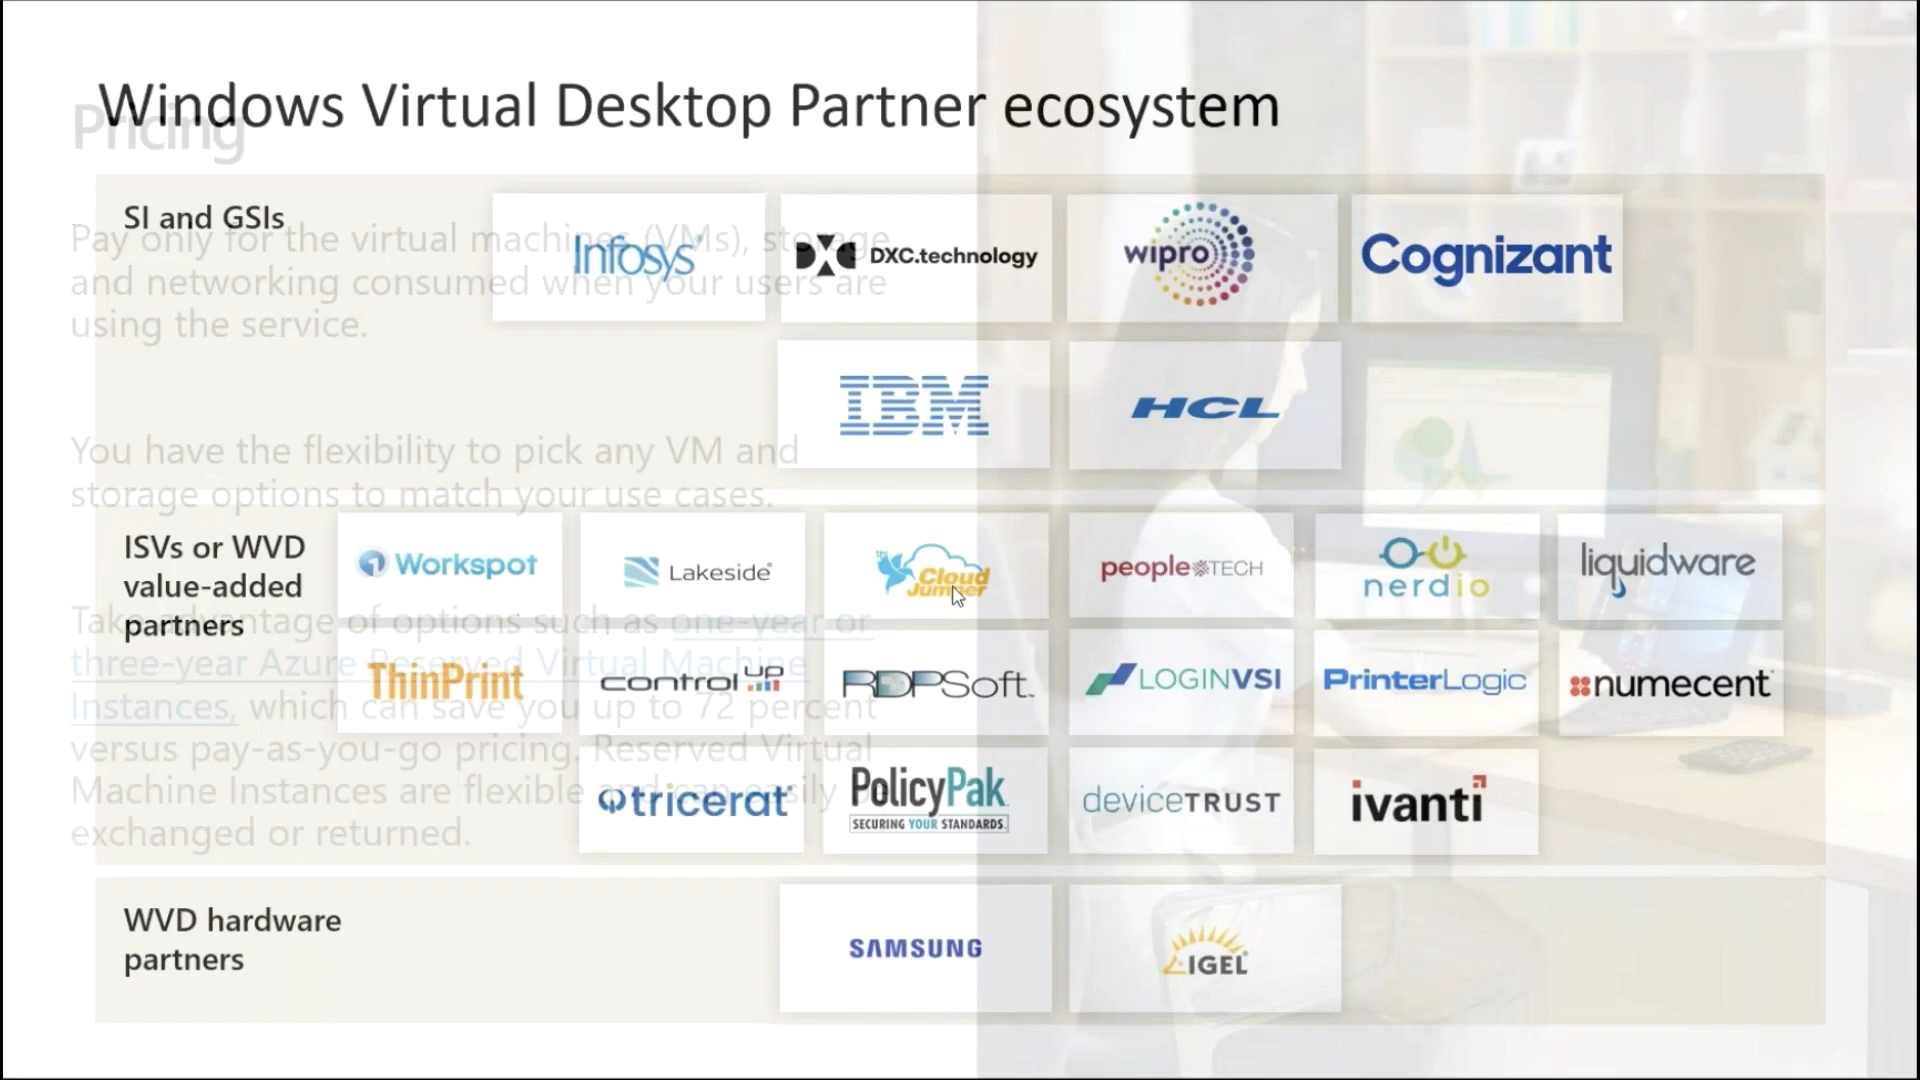 Windows Virtual Desktop Partner ecosystem
Pricing
SI and GSIs
Infosys
DXC.technology
wipro
Cognizant
IBM
HCL
Pay only for the virtual machines (VMs), storage
and networking consumed when your users are
using the service.
You have the flexibility to pick any VM and
storage options to match your use cases.
ISVs or WVD
value-added
partners
Workspot
Lakeside
Cloud
Jumper
peopleTECH
nerdio
liquidware
ThinPrint
control up
RDPSoft.
LOGINVSI
PrinterLogic
numecent
tricerat
PolicyPak
SECURING YOUR STANDARDS
deviceTRUST
ivanti
Take advantage of options such as one-year or
three-year Azure Reserved Virtual Machine
Instances, which can save you up to 72 percent
versus pay-as-you-go pricing. Reserved Virtual
Machine Instances are flexible and can easily
exchanged or returned.
WVD hardware
partners
SAMSUNG
IGEL